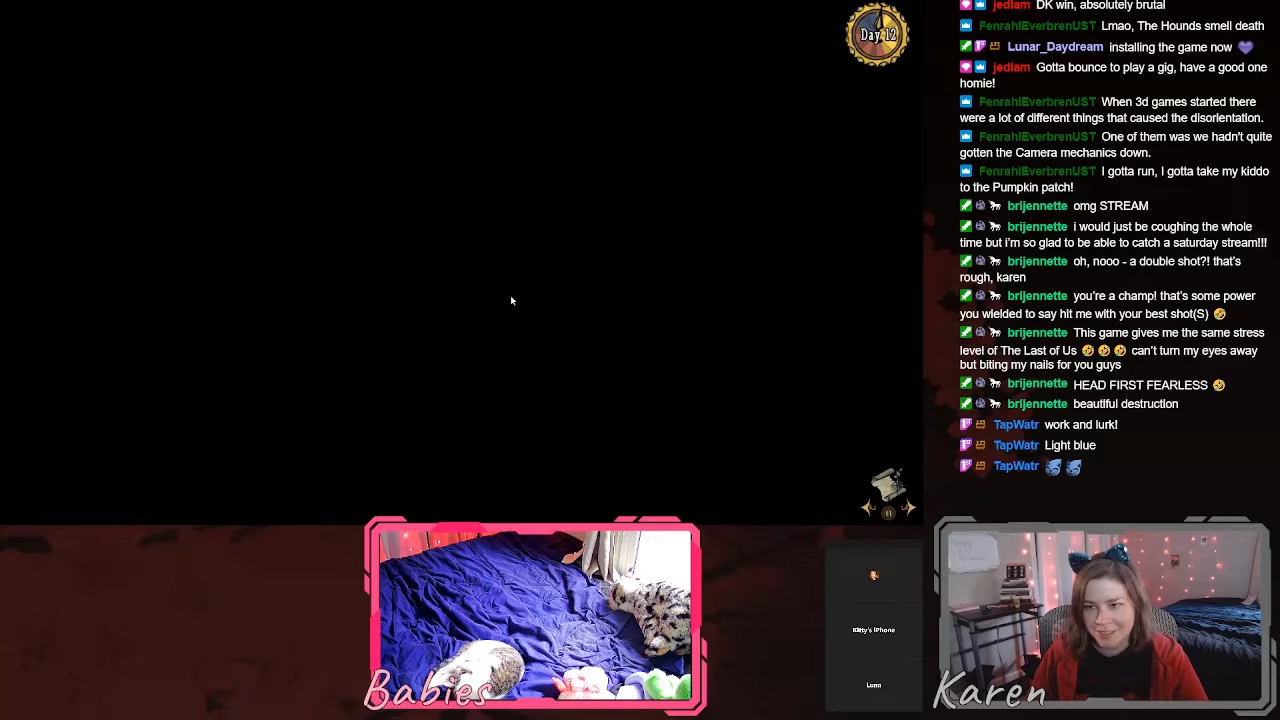 Day 12
jedlam DK win, absolutely brutal
FenrahlEverbrenUST Lmao, The Hounds smell death
Lunar_Daydream installing the game now
jedlam Gotta bounce to play a gig, have a good one
homie!
FenrahlEverbrenUST When 3d games started there
were a lot of different things that caused the disorientation.
FenrahlEverbrenUST One of them was we hadn't quite
gotten the Camera mechanics down.
FenrahlEverbrenUST I gotta run, I gotta take my kiddo
to the Pumpkin patch!
brijennette omg STREAM
brijennette i would just be coughing the whole
time but i'm so glad to be able to catch a saturday stream!!!
brijennette oh, nooo - a double shot?! that's
rough, karen
brijennette you're a champ! that's some power
you wielded to say hit me with your best shot(S) 🤣
brijennette This game gives me the same stress
level of The Last of Us 🤣 🤣 🤣 can't turn my eyes away
but biting my nails for you guys
brijennette HEAD FIRST FEARLESS 🤣
brijennette beautiful destruction
TapWatr work and lurk!
TapWatr Light blue
TapWatr
Kitty's iPhone
Luna
Babies
Karen